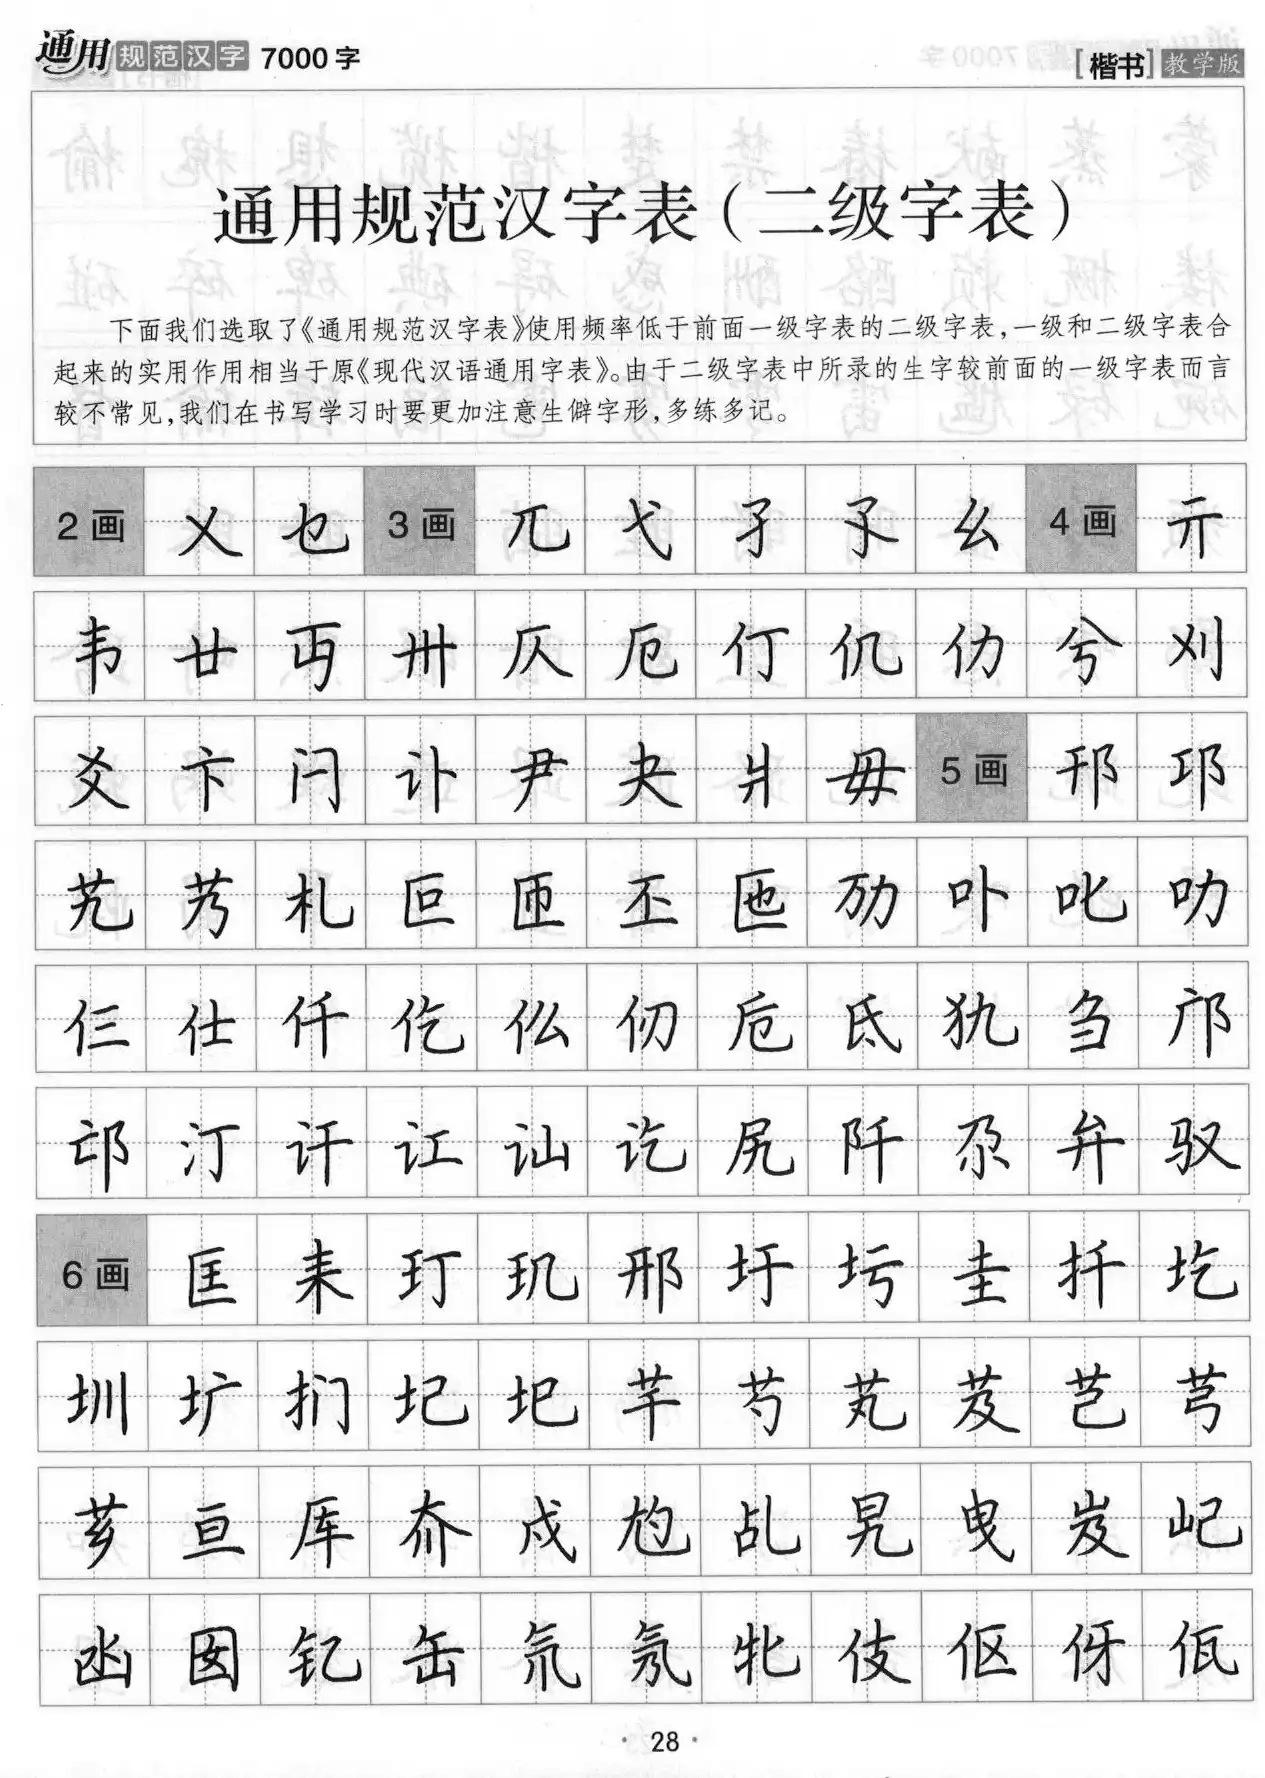 通用规范汉字 7000 字 [楷书] 教学版
通用规范汉字表（二级字表）
下面我们选取了《通用规范汉字表》使用频率低于前面一级字表的二级字表，一级和二级字表合
起来的实用作用相当于原《现代汉语通用字表》。由于二级字表中所录的生字较前面的一级字表而言
较不常见，我们在书写学习时要更加注意生僻字形，多练多记。
2画 乂 乜 3画 兀 弋 孑 孓 幺 4画 亓
韦 廿 丏 卅 仄 厄 仃 仉 仂 兮 刈
爻 卞 闩 讣 尹 夬 爿 毋 5画 邗 邛
艽 艿 札 叵 匝 丕 匜 劢 卟 叱 叻
仨 仕 仟 仡 仫 仞 卮 氐 犰 刍 邝
邙 汀 讦 讧 讪 讫 尻 阡 尕 弁 驭
6画 匡 耒 玎 玑 邢 圩 圬 圭 扦 圪
圳 圹 扪 圮 圯 芊 芍 芄 芨 芑 芎
芗 亘 厍 夼 戍 尥 乩 旯 曳 岌 屺
凼 囡 钇 缶 氘 氖 牝 伎 伛 伢 佤
· 28 ·